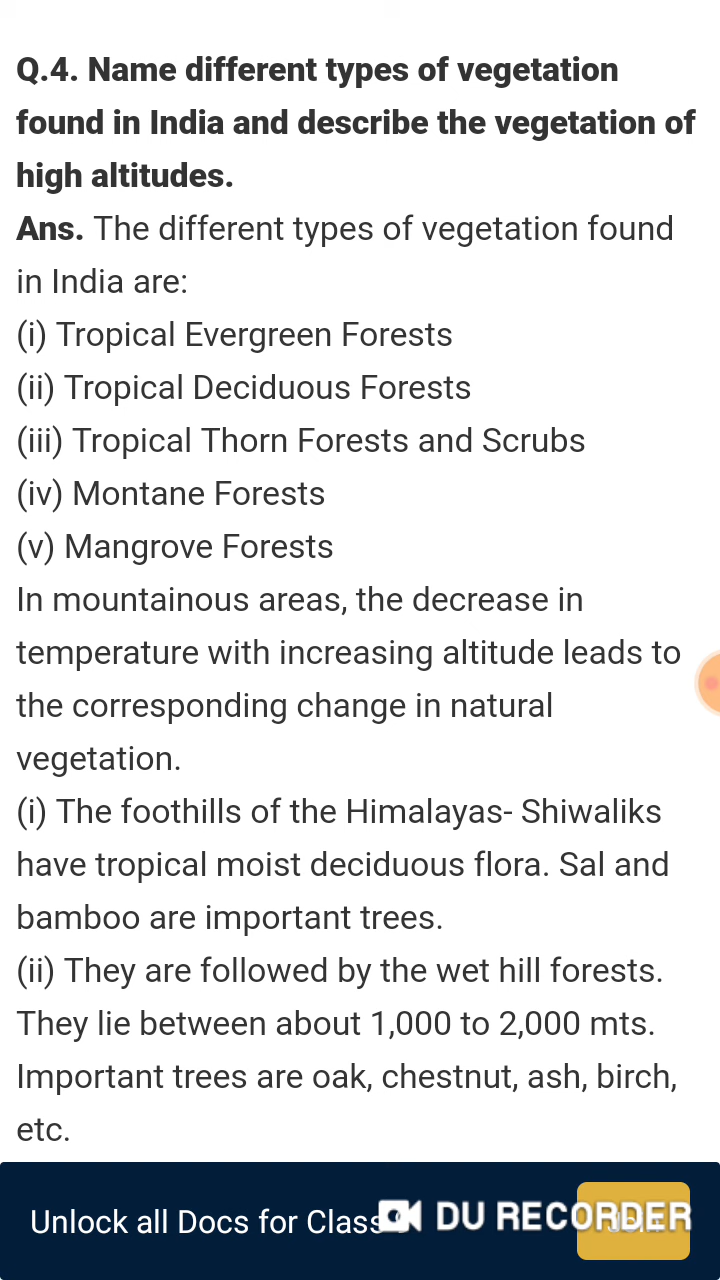 Q.4. Name different types of vegetation
found in India and describe the vegetation of
high altitudes.
Ans. The different types of vegetation found
in India are:
(i) Tropical Evergreen Forests
(ii) Tropical Deciduous Forests
(iii) Tropical Thorn Forests and Scrubs
(iv) Montane Forests
(v) Mangrove Forests
In mountainous areas, the decrease in
temperature with increasing altitude leads to
the corresponding change in natural
vegetation.
(i) The foothills of the Himalayas- Shiwaliks
have tropical moist deciduous flora. Sal and
bamboo are important trees.
(ii) They are followed by the wet hill forests.
They lie between about 1,000 to 2,000 mts.
Important trees are oak, chestnut, ash, birch,
etc.
Unlock all Docs for Class
DU RECORDER